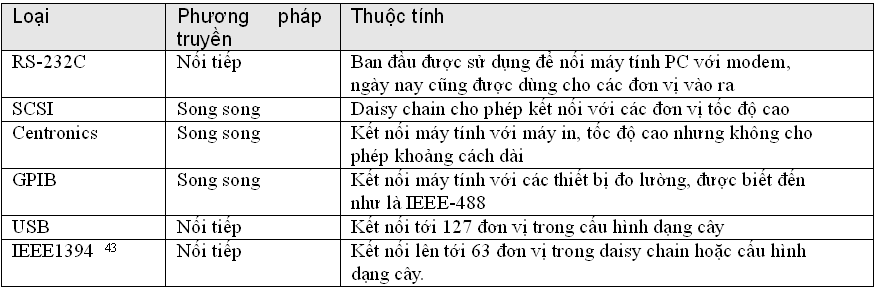 Loại Phương pháp truyền Thuộc tính
RS-232C Nối tiếp Ban đầu được sử dụng để nối máy tính PC với modem,
ngày nay cũng được dùng cho các đơn vị vào ra
SCSI Song song Daisy chain cho phép kết nối với các đơn vị tốc độ cao
Centronics Song song Kết nối máy tính với máy in, tốc độ cao nhưng không cho
phép khoảng cách dài
GPIB Song song Kết nối máy tính với các thiết bị đo lường, được biết đến
như là IEEE-488
USB Nối tiếp Kết nối tới 127 đơn vị trong cấu hình dạng cây
IEEE1394 43 Nối tiếp Kết nối lên tới 63 đơn vị trong daisy chain hoặc cấu hình
dạng cây.